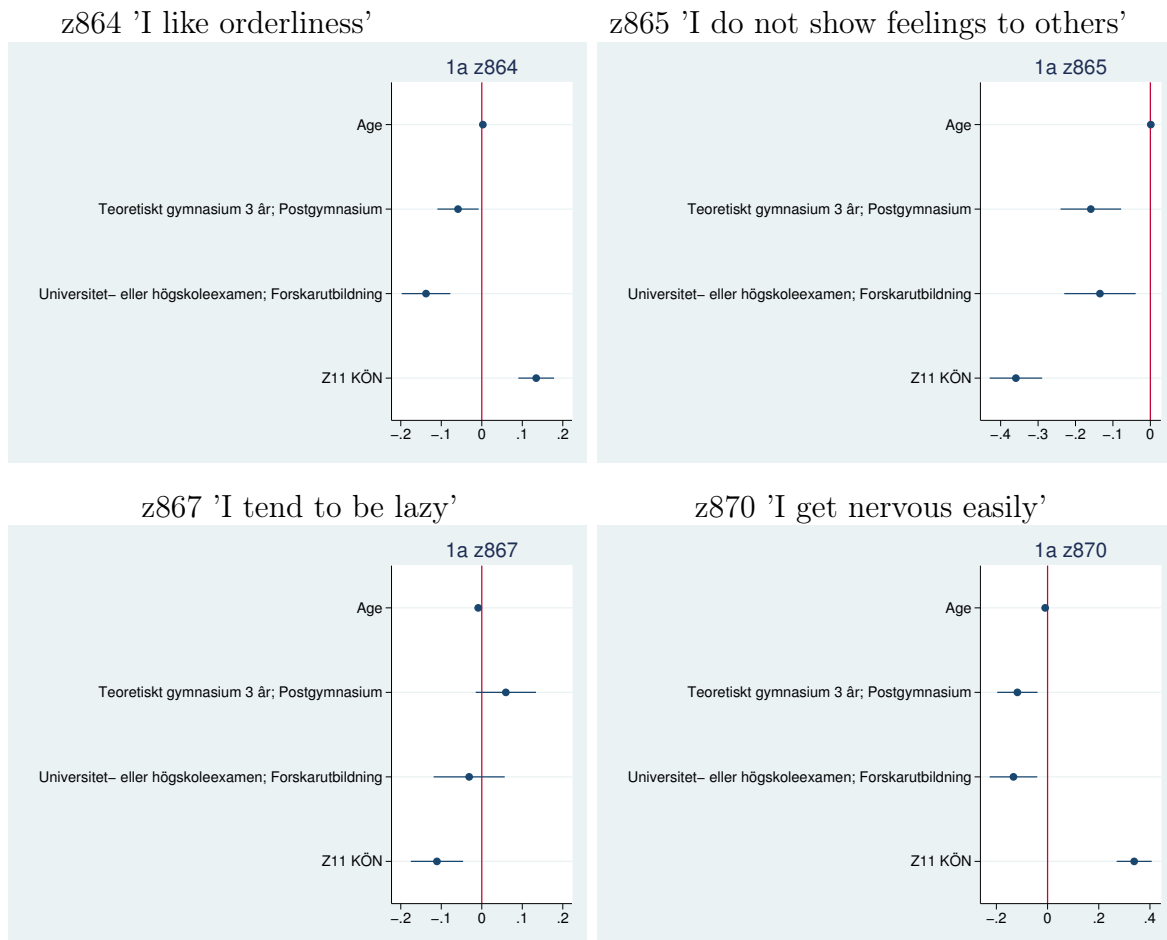 z864 'I like orderliness'
1a z864
Age
Teoretiskt gymnasium 3 år; Postgymnasium
Universitet− eller högskoleexamen; Forskarutbildning
Z11 KÖN
−.2 −.1 0 .1 .2
z865 'I do not show feelings to others'
1a z865
Age
Teoretiskt gymnasium 3 år; Postgymnasium
Universitet− eller högskoleexamen; Forskarutbildning
Z11 KÖN
−.4 −.3 −.2 −.1 0
z867 'I tend to be lazy'
1a z867
Age
Teoretiskt gymnasium 3 år; Postgymnasium
Universitet− eller högskoleexamen; Forskarutbildning
Z11 KÖN
−.2 −.1 0 .1 .2
z870 'I get nervous easily'
1a z870
Age
Teoretiskt gymnasium 3 år; Postgymnasium
Universitet− eller högskoleexamen; Forskarutbildning
Z11 KÖN
−.2 0 .2 .4